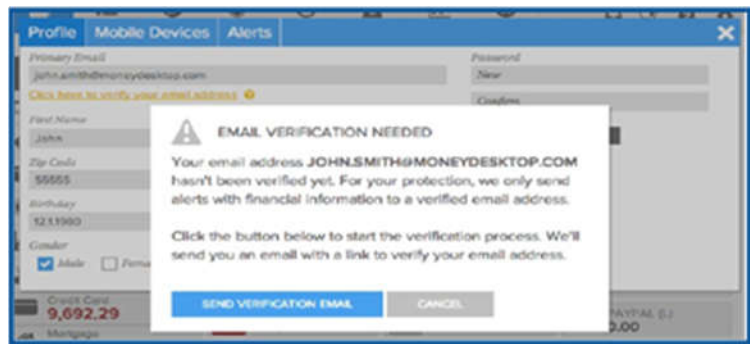 Profile Mobile Devices Alerts
Primary Email
Password
john.smith@moneydesktop.com
New
Click here to verify your email address
Confirm
First Name
John
Zip Code
55555
Birthday
12.1.1980
Gender
Male
EMAIL VERIFICATION NEEDED
Your email address JOHN.SMITH@MONEYDESKTOP.COM
hasn't been verified yet. For your protection, we only send
alerts with financial information to a verified email address.
Click the button below to start the verification process. We'll
send you an email with a link to verify your email address.
SEND VERIFICATION EMAIL CANCEL
Credit Card
9,692.29
Mortgage